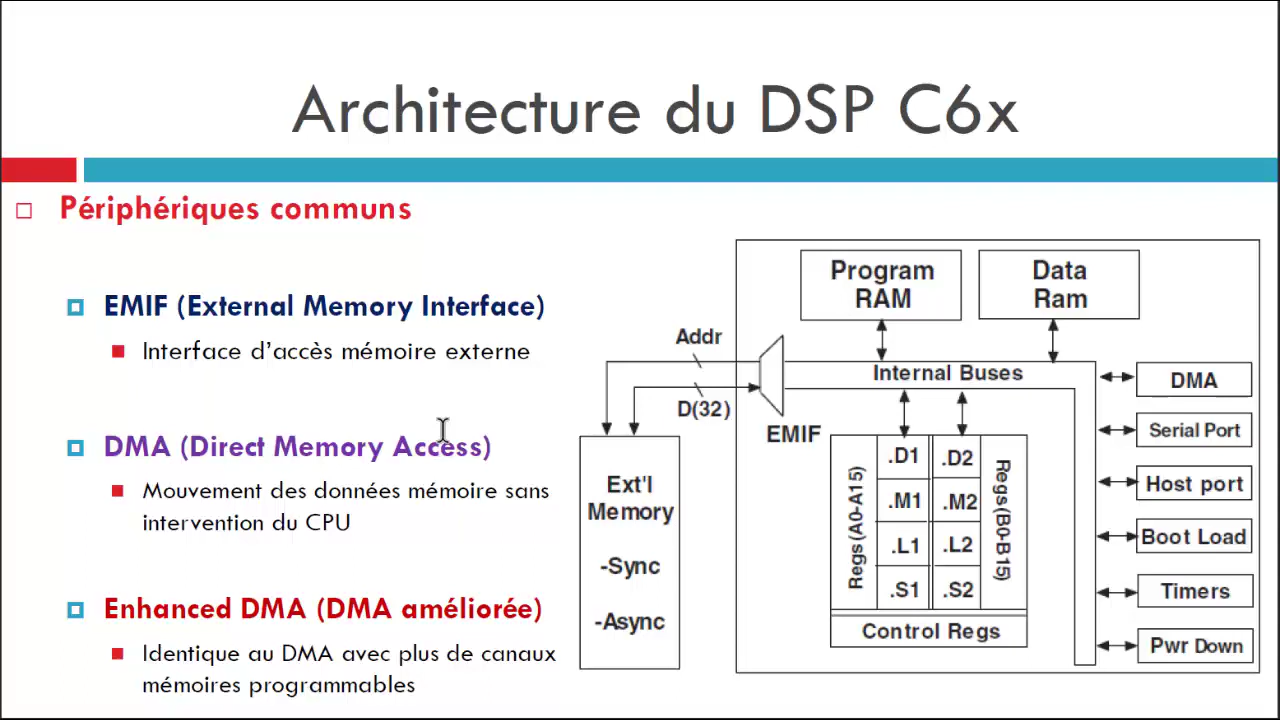 Architecture du DSP C6x
Périphériques communs
EMIF (External Memory Interface)
Interface d'accès mémoire externe
DMA (Direct Memory Access)
Mouvement des données mémoire sans
intervention du CPU
Enhanced DMA (DMA améliorée)
Identique au DMA avec plus de canaux
mémoires programmables
Program
RAM
Data
Ram
Addr
Internal Buses
D(32)
EMIF
Ext'l
Memory
-Sync
-Async
Regs (A0-A15)
.D1
.D2
.M1
.M2
.L1
.L2
.S1
.S2
Regs (B0-B15)
Control Regs
DMA
Serial Port
Host port
Boot Load
Timers
Pwr Down